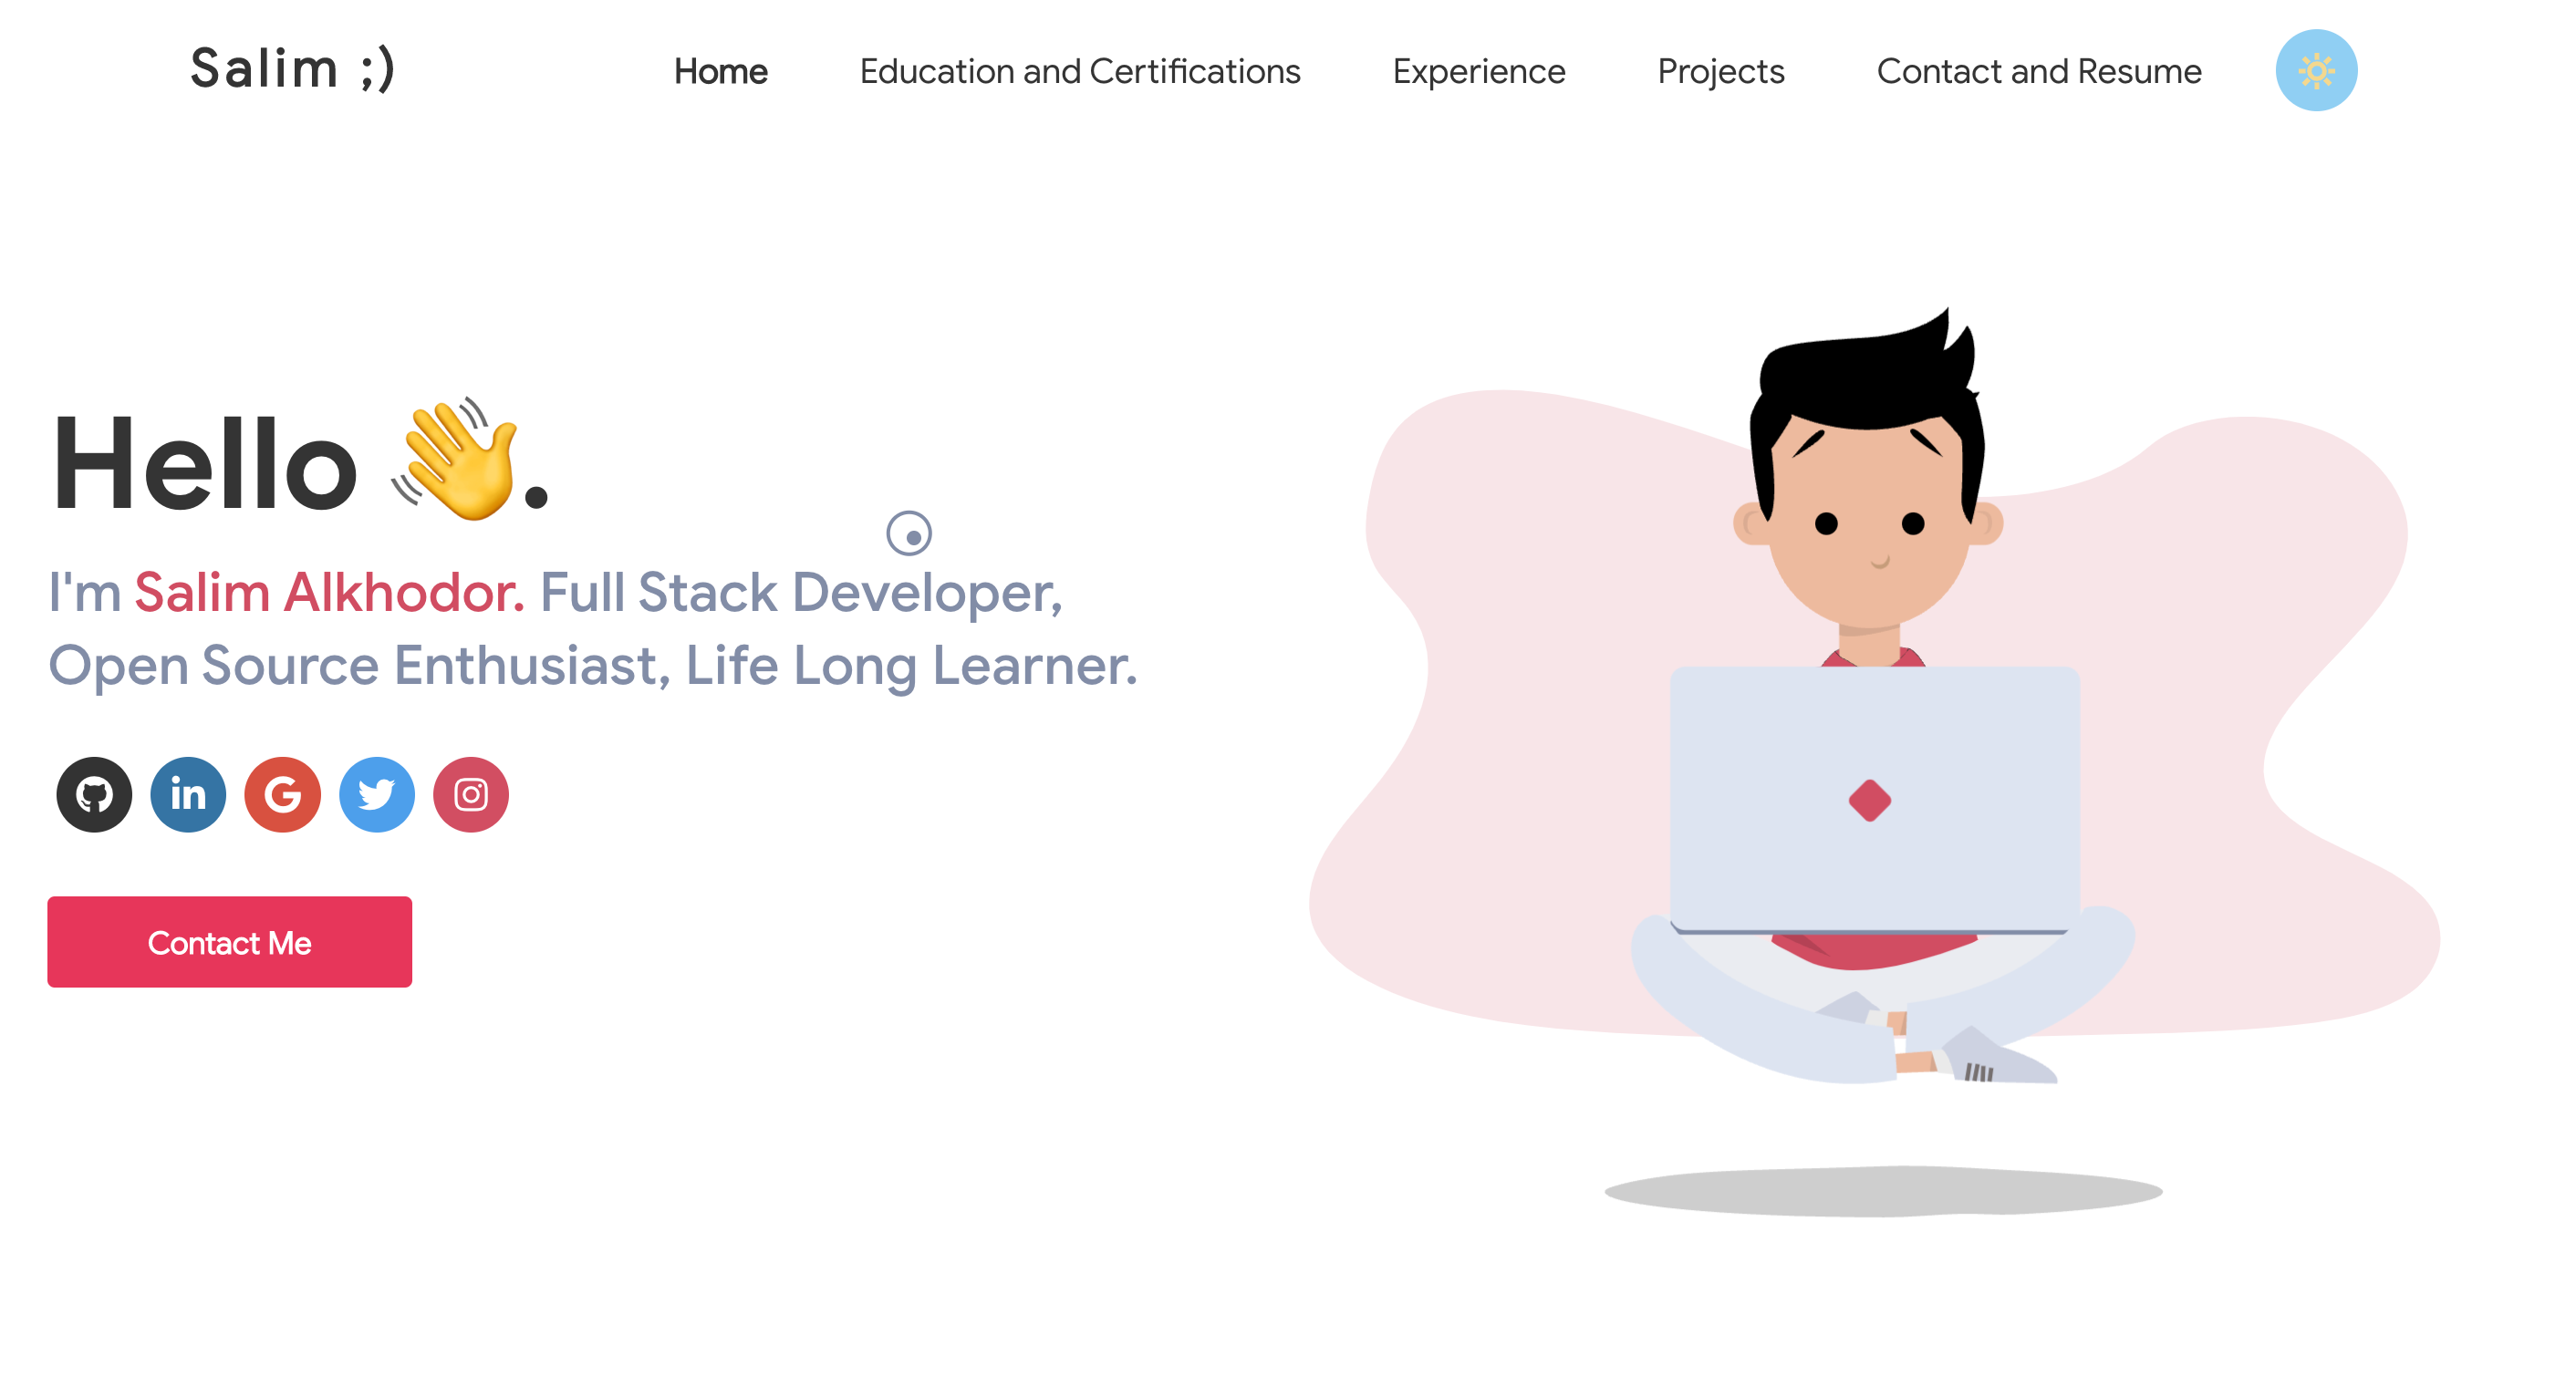 Salim ;)
Home
Education and Certifications
Experience
Projects
Contact and Resume
Hello 👋.
I'm Salim Alkhodor. Full Stack Developer,
Open Source Enthusiast, Life Long Learner.
in
G
Contact Me